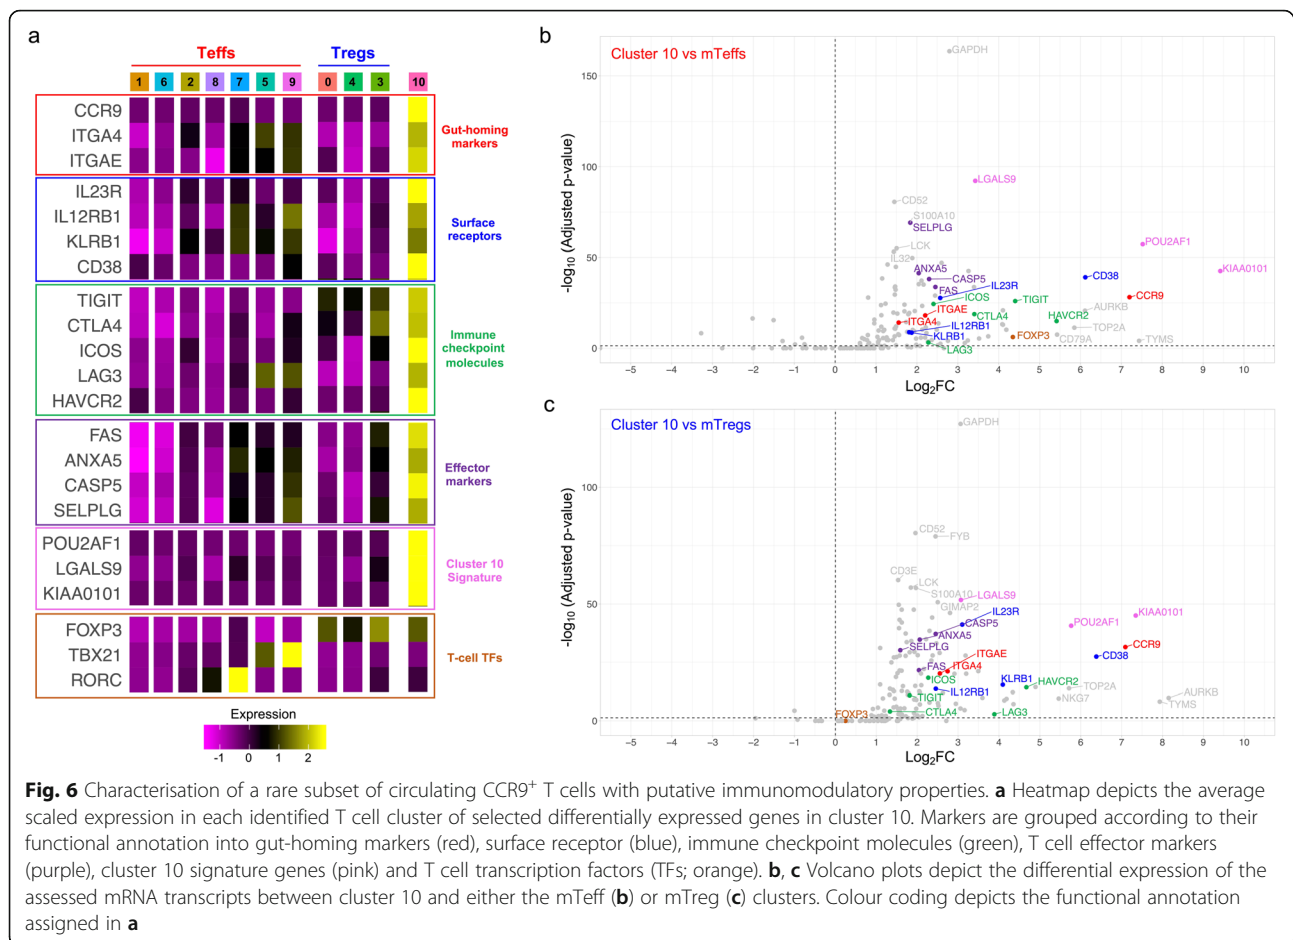 a
Teffs Tregs
1 6 2 8 7 5 9 0 4 3 10
CCR9
ITGA4
ITGAE
Gut-homing
markers
IL23R
IL12RB1
KLRB1
CD38
Surface
receptors
TIGIT
CTLA4
ICOS
LAG3
HAVCR2
Immune
checkpoint
molecules
FAS
ANXA5
CASP5
SELPLG
Effector
markers
POU2AF1
LGALS9
KIAA0101
Cluster 10
Signature
FOXP3
TBX21
RORC
T-cell TFs
Expression
-1 0 1 2
b
Cluster 10 vs mTeffs
-log10 (Adjusted p-value)
150
100
50
0
GAPDH
LGALS9
CD52
S100A10
SELPLG
LCK
IL32
POU2AF1
KIAA0101
ANXA5
CASP5
CD38
FAS
IL23R
ICOS
TIGIT
CCR9
ITGAE
CTLA4
AURKB
HAVCR2
ITGA4
IL12RB1
TOP2A
KLRB1
FOXP3
CD79A
TYMS
LAG3
-5 -4 -3 -2 -1 0 1 2 3 4 5 6 7 8 9 10
Log2FC
c
Cluster 10 vs mTregs
-log10 (Adjusted p-value)
100
50
0
GAPDH
CD52
FYB
CD3E
LCK
S100A10
LGALS9
GIMAP2
IL23R
KIAA0101
CASP5
POU2AF1
ANXA5
SELPLG
CCR9
ITGAE
CD38
FAS
ITGA4
ICOS
KLRB1
HAVCR2
TIGIT
IL12RB1
TOP2A
NKG7
AURKB
TYMS
FOXP3
CTLA4
LAG3
-5 -4 -3 -2 -1 0 1 2 3 4 5 6 7 8 9 10
Log2FC
Fig. 6 Characterisation of a rare subset of circulating CCR9+ T cells with putative immunomodulatory properties. a Heatmap depicts the average
scaled expression in each identified T cell cluster of selected differentially expressed genes in cluster 10. Markers are grouped according to their
functional annotation into gut-homing markers (red), surface receptor (blue), immune checkpoint molecules (green), T cell effector markers
(purple), cluster 10 signature genes (pink) and T cell transcription factors (TFs; orange). b, c Volcano plots depict the differential expression of the
assessed mRNA transcripts between cluster 10 and either the mTeff (b) or mTreg (c) clusters. Colour coding depicts the functional annotation
assigned in a